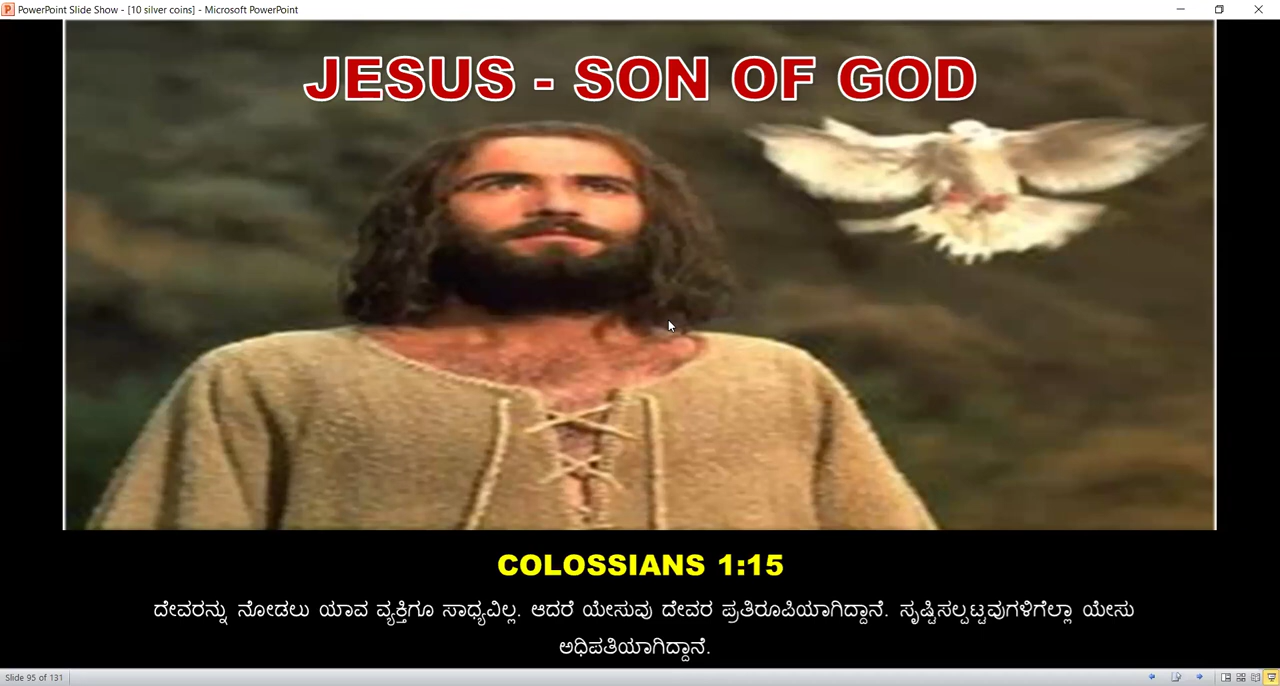 PowerPoint Slide Show - [10 silver coins] - Microsoft PowerPoint
JESUS - SON OF GOD
COLOSSIANS 1:15
ದೇವರನ್ನು ನೋಡಲು ಯಾವ ವ್ಯಕ್ತಿಗೂ ಸಾಧ್ಯವಿಲ್ಲ. ಆದರೆ ಯೇಸುವು ದೇವರ ಪ್ರತಿರೂಪಿಯಾಗಿದ್ದಾನೆ. ಸೃಷ್ಟಿಸಲ್ಪಟ್ಟವುಗಳಿಗೆಲ್ಲಾ ಯೇಸು
ಅಧಿಪತಿಯಾಗಿದ್ದಾನೆ.
Slide 95 of 131